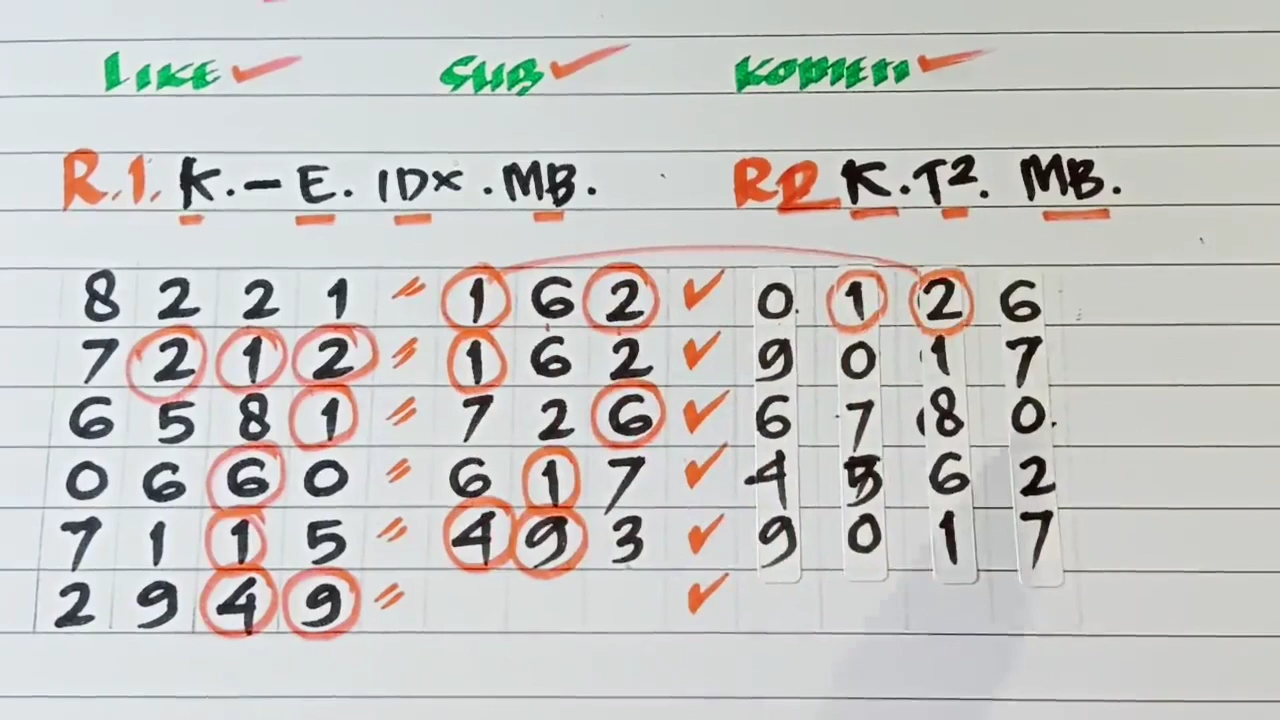 LIKE ✓ SUB ✓ KOMEN ✓
R.1. K.-E. IDX. MB. R2 K.T2. MB.
8 2 2 1 = 1 6 2 ✓ 0 1 2 6
7 2 1 2 = 1 6 2 ✓ 9 0 1 7
6 5 8 1 = 7 2 6 ✓ 6 7 8 0
0 6 6 0 = 6 1 7 ✓ 4 5 6 2
7 1 1 5 = 4 9 3 ✓ 9 0 1 7
2 9 4 9 = ✓